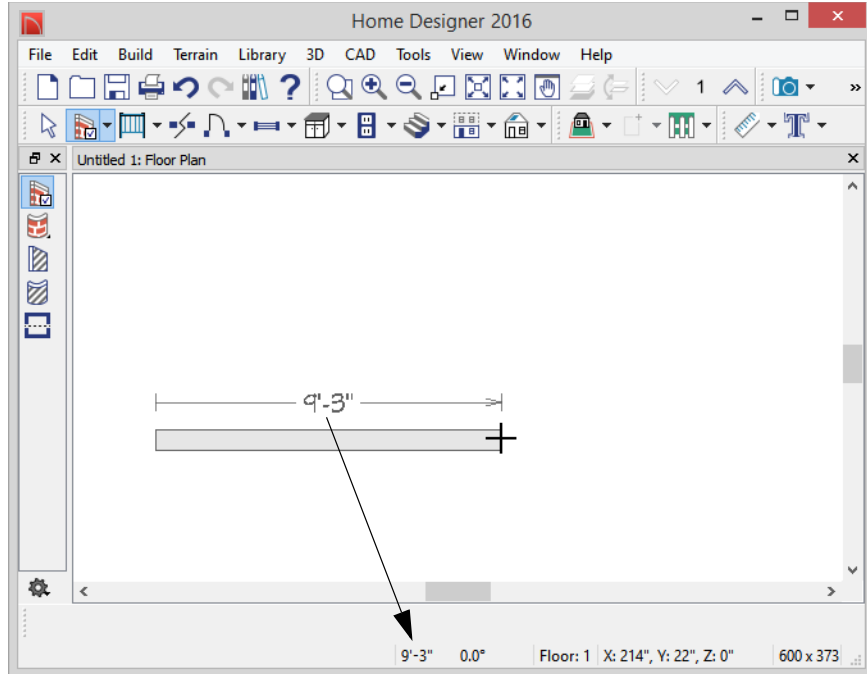 Home Designer 2016
File Edit Build Terrain Library 3D CAD Tools View Window Help
1
Untitled 1: Floor Plan
9'-3"
9'-3" 0.0° Floor: 1 X: 214", Y: 22", Z: 0" 600 x 373